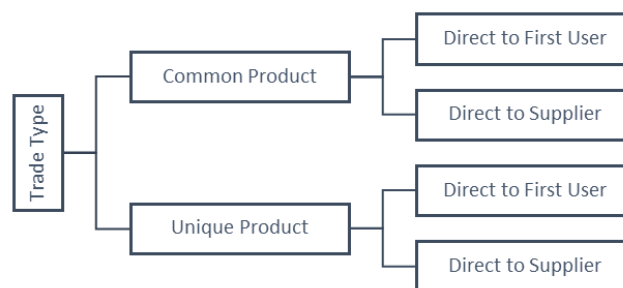 Trade Type
Common Product
Direct to First User
Direct to Supplier
Unique Product
Direct to First User
Direct to Supplier